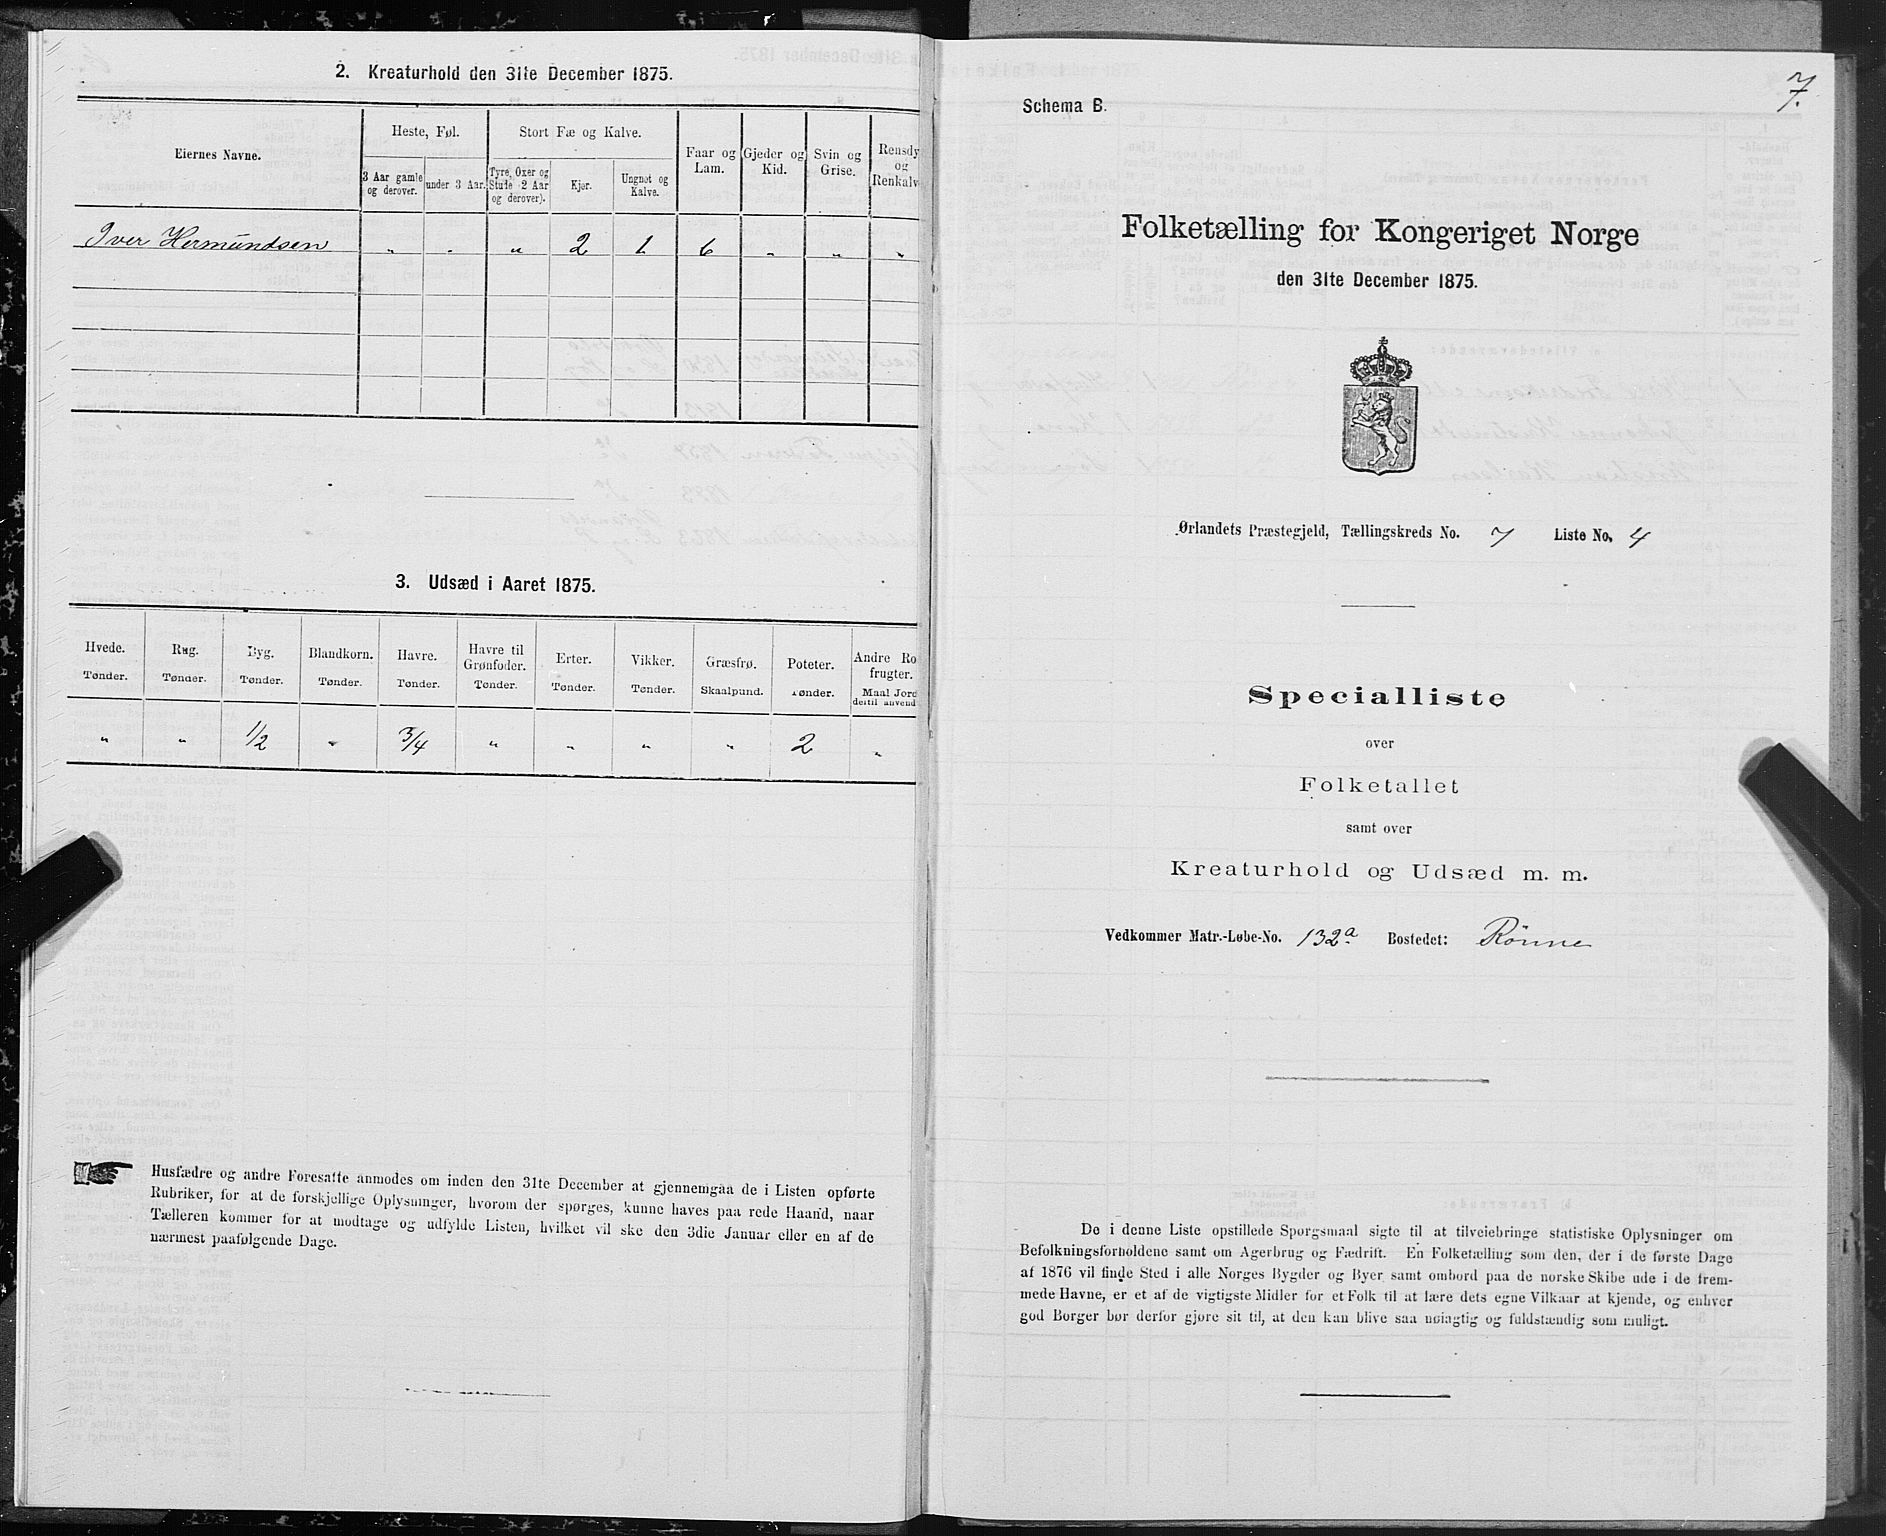 2. Kreaturhold den 31te December 1875.
Eiernes Navne.
Heste, Føl.
Stort Fæ og Kalve.
Faar og Lam.
Gjeder og Kid.
Svin og Grise.
Rensdy
og
Renkalv
3 Aar gamle og derover.
under 3 Aar.
Tyre, Oxer og Stude 2 Aar og derover).
Kjør.
Ungnøt og Kalve.
Iver Hermundsen " " " 2 1 6 " " "
3. Udsæd i Aaret 1875.
Hvede. Rug. Byg. Blandkorn. Havre. Havre til Grønfoder. Erter. Vikker. Græsfrø. Poteter. Andre Ro frugter.
Tønder. Tønder. Tønder. Tønder. Tønder. Tønder. Tønder. Tønder. Skaalpund. Tønder. Maal Jord dertil anvend
" " 1/2 " 3/4 " " " " 2 "
Husfædre og andre Foresatte anmodes om inden den 31te December at gjennemgaa de i Listen opførte
Rubriker, for at de forskjellige Oplysninger, hvorom der spørges, kunne haves paa rede Haand, naar
Tælleren kommer for at modtage og udfylde Listen, hvilket vil ske den 3die Januar eller en af de
nærmest paafølgende Dage.
7.
Schema B.
Folketælling for Kongeriget Norge
den 31te December 1875.
Ørlandets Præstegjeld, Tællingskreds No. 7 Liste No. 4
Specialliste
over
Folketallet
samt over
Kreaturhold og Udsæd m. m.
Vedkommer Matr.-Løbe-No. 132a Bostedet: Rönne
De i denne Liste opstillede Spørgsmaal sigte til at tilveiebringe statistiske Oplysninger om
Befolkningsforholdene samt om Agerbrug og Fædrift. En Folketælling som den, der i de første Dage
af 1876 vil finde Sted i alle Norges Bygder og Byer samt ombord paa de norske Skibe ude i de frem-
mede Havne, er et af de vigtigste Midler for et Folk til at lære dets egne Vilkaar at kjende, og enhver
god Borger bør derfor gjøre sit til, at den kan blive saa nøiagtig og fuldstændig som muligt.